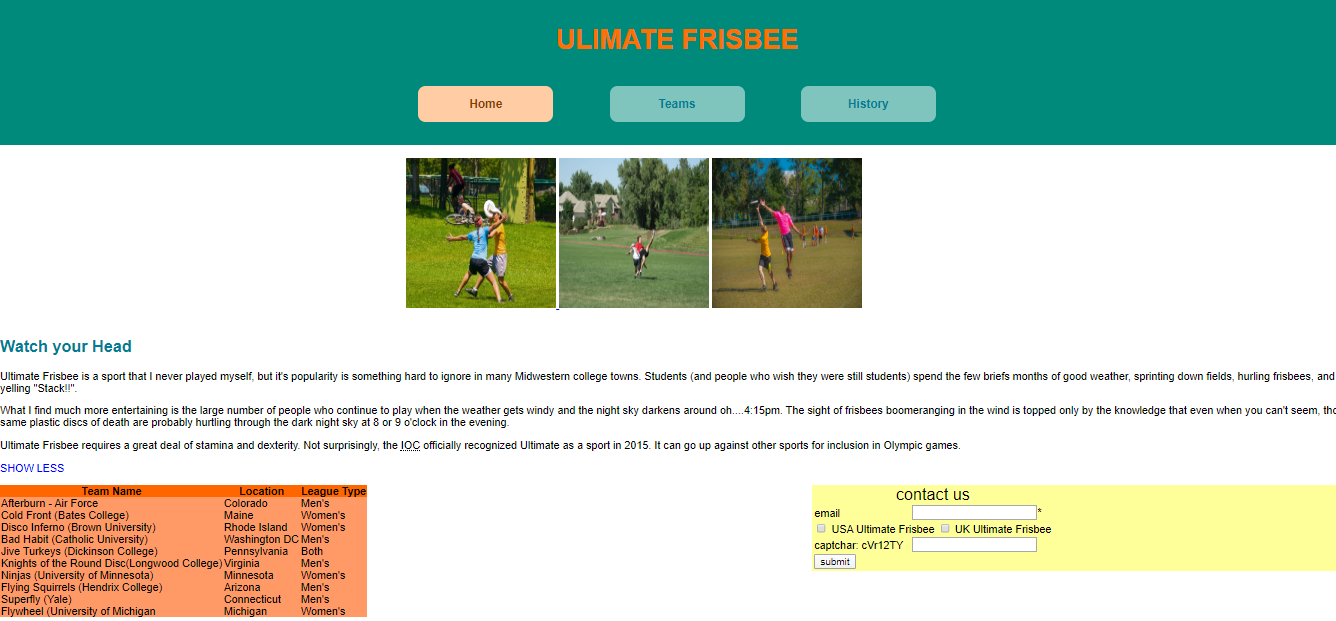 ULIMATE FRISBEE
Home Teams History
Watch your Head
Ultimate Frisbee is a sport that I never played myself, but it's popularity is something hard to ignore in many Midwestern college towns. Students (and people who wish they were still students) spend the few briefs months of good weather, sprinting down fields, hurling frisbees, and
yelling "Stack!!".
What I find much more entertaining is the large number of people who continue to play when the weather gets windy and the night sky darkens around oh....4:15pm. The sight of frisbees boomeranging in the wind is topped only by the knowledge that even when you can't seem,
same plastic discs of death are probably hurtling through the dark night sky at 8 or 9 o'clock in the evening.
Ultimate Frisbee requires a great deal of stamina and dexterity. Not surprisingly, the IOC officially recognized Ultimate as a sport in 2015. It can go up against other sports for inclusion in Olympic games.
SHOW LESS
Team Name Location League Type
Afterburn - Air Force Colorado Men's
Cold Front (Bates College) Maine Women's
Disco Inferno (Brown University) Rhode Island Women's
Bad Habit (Catholic University) Washington DC Men's
Jive Turkeys (Dickinson College) Pennsylvania Both
Knights of the Round Disc(Longwood College) Virginia Men's
Ninjas (University of Minnesota) Minnesota Women's
Flying Squirrels (Hendrix College) Arizona Men's
Superfly (Yale) Connecticut Men's
Flywheel (University of Michigan Michigan Women's
contact us
email *
USA Ultimate Frisbee UK Ultimate Frisbee
captchar: cVr12TY
submit